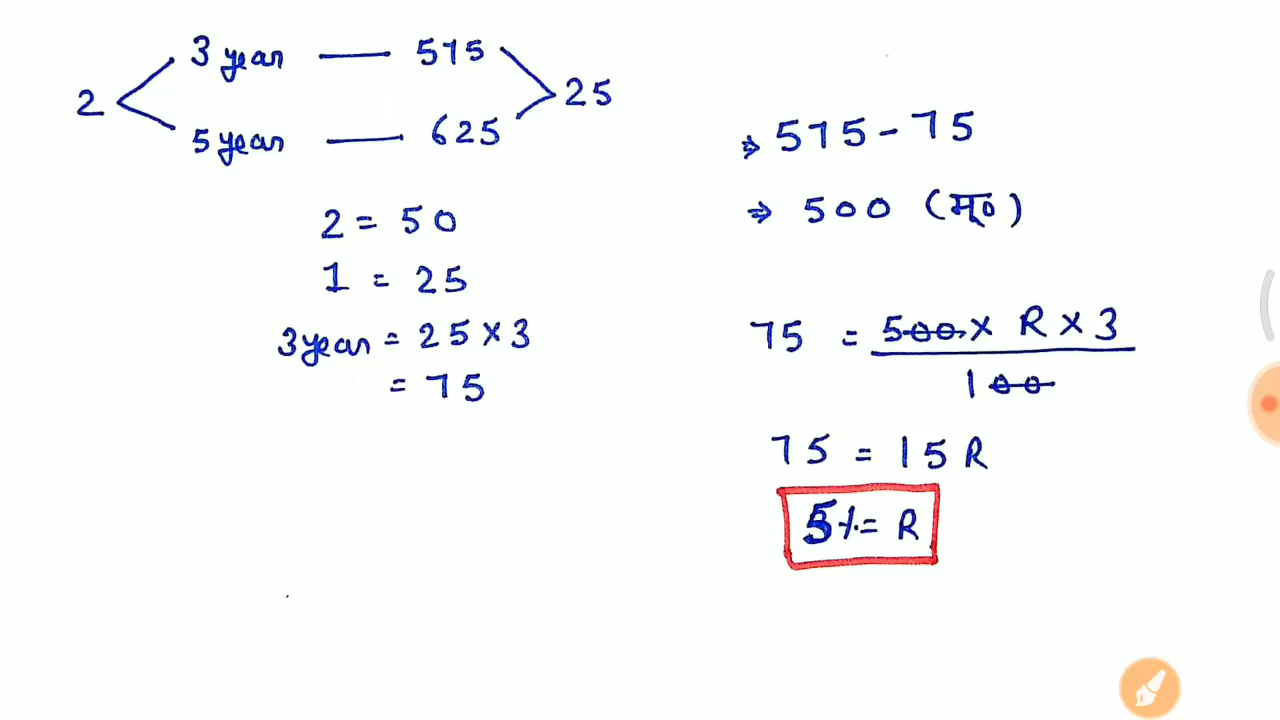 3 year — 575
2
25
5 year — 625
2 = 50
1 = 25
3 year = 25 × 3
= 75
⇒ 575 - 75
⇒ 500 (मू०)
75 = 500 × R × 3
100
75 = 15 R
5% = R